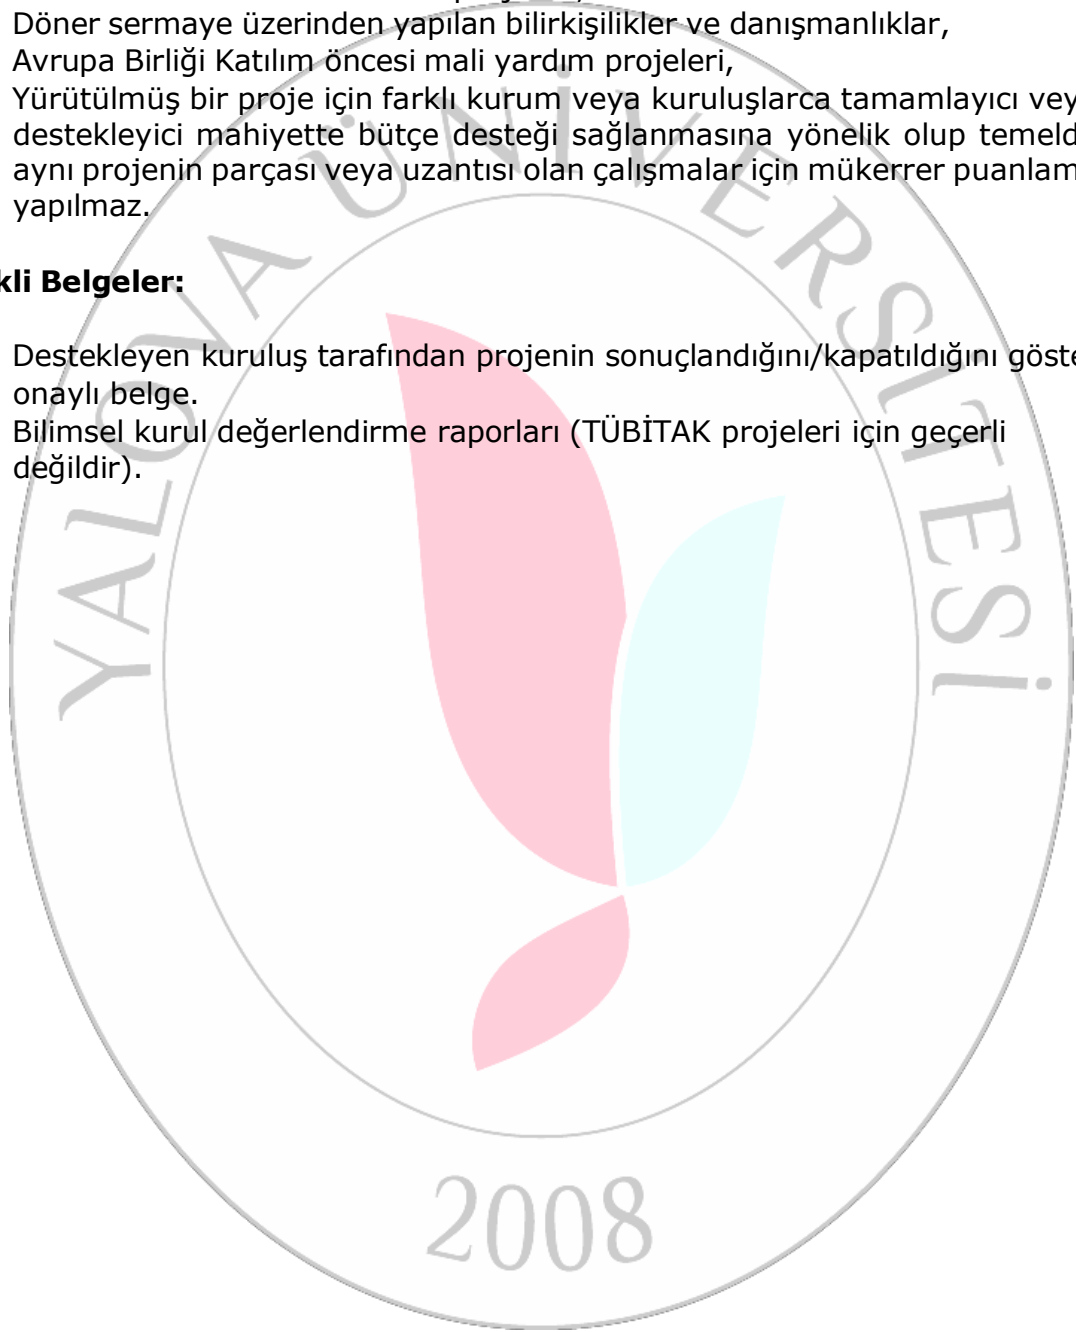 Döner sermaye üzerinden yapılan bilirkişilikler ve danışmanlıklar,
Avrupa Birliği Katılım öncesi mali yardım projeleri,
Yürütülmüş bir proje için farklı kurum veya kuruluşlarca tamamlayıcı vey
destekleyici mahiyette bütçe desteği sağlanmasına yönelik olup temeld
aynı projenin parçası veya uzantısı olan çalışmalar için mükerrer puanlam
yapılmaz.
kli Belgeler:
Destekleyen kuruluş tarafından projenin sonuçlandığını/kapatıldığını göste
onaylı belge.
Bilimsel kurul değerlendirme raporları (TÜBİTAK projeleri için geçerli
değildir).
YALOVA ÜNİVERSİTESİ
2008